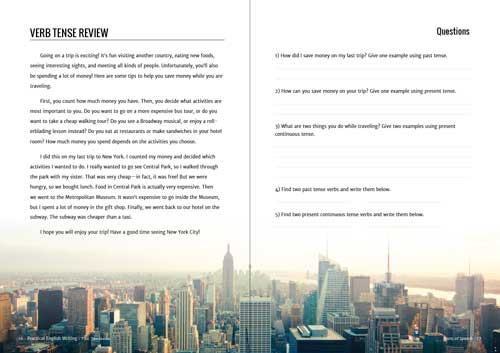 VERB TENSE REVIEW
Going on a trip is exciting! It's fun visiting another country, eating new foods,
seeing interesting sights, and meeting all kinds of people. Unfortunately, you'll also
be spending a lot of money! Here are some tips to help you save money while you are
traveling.
First, you count how much money you have. Then, you decide what activities are
most important to you. Do you want to go on a more expensive bus tour, or do you
want to take a cheap walking tour? Do you see a Broadway musical, or enjoy a roll-
erblading lesson instead? Do you eat at restaurants or make sandwiches in your hotel
room? How much money you spend depends on the activities you choose.
I did this on my last trip to New York. I counted my money and decided which
activities I wanted to do. I really wanted to go see Central Park, so I walked through
the park with my sister. That was very cheap—in fact, it was free! But we were
hungry, so we bought lunch. Food in Central Park is actually very expensive. Then
we went to the Metropolitan Museum. It wasn't expensive to go inside the Museum,
but I spent a lot of money in the gift shop. Finally, we went back to our hotel on the
subway. The subway was cheaper than a taxi.
I hope you will enjoy your trip! Have a good time seeing New York City!
16 - Practical English Writing
Questions
1) How did I save money on my last trip? Give one example using past tense.
2) How can you save money on your trip? Give one example using present tense.
3) What are two things you do while traveling? Give two examples using present
continuous tense.
4) Find two past tense verbs and write them below.
5) Find two present continuous tense verbs and write them below.
Parts of Speech - 17